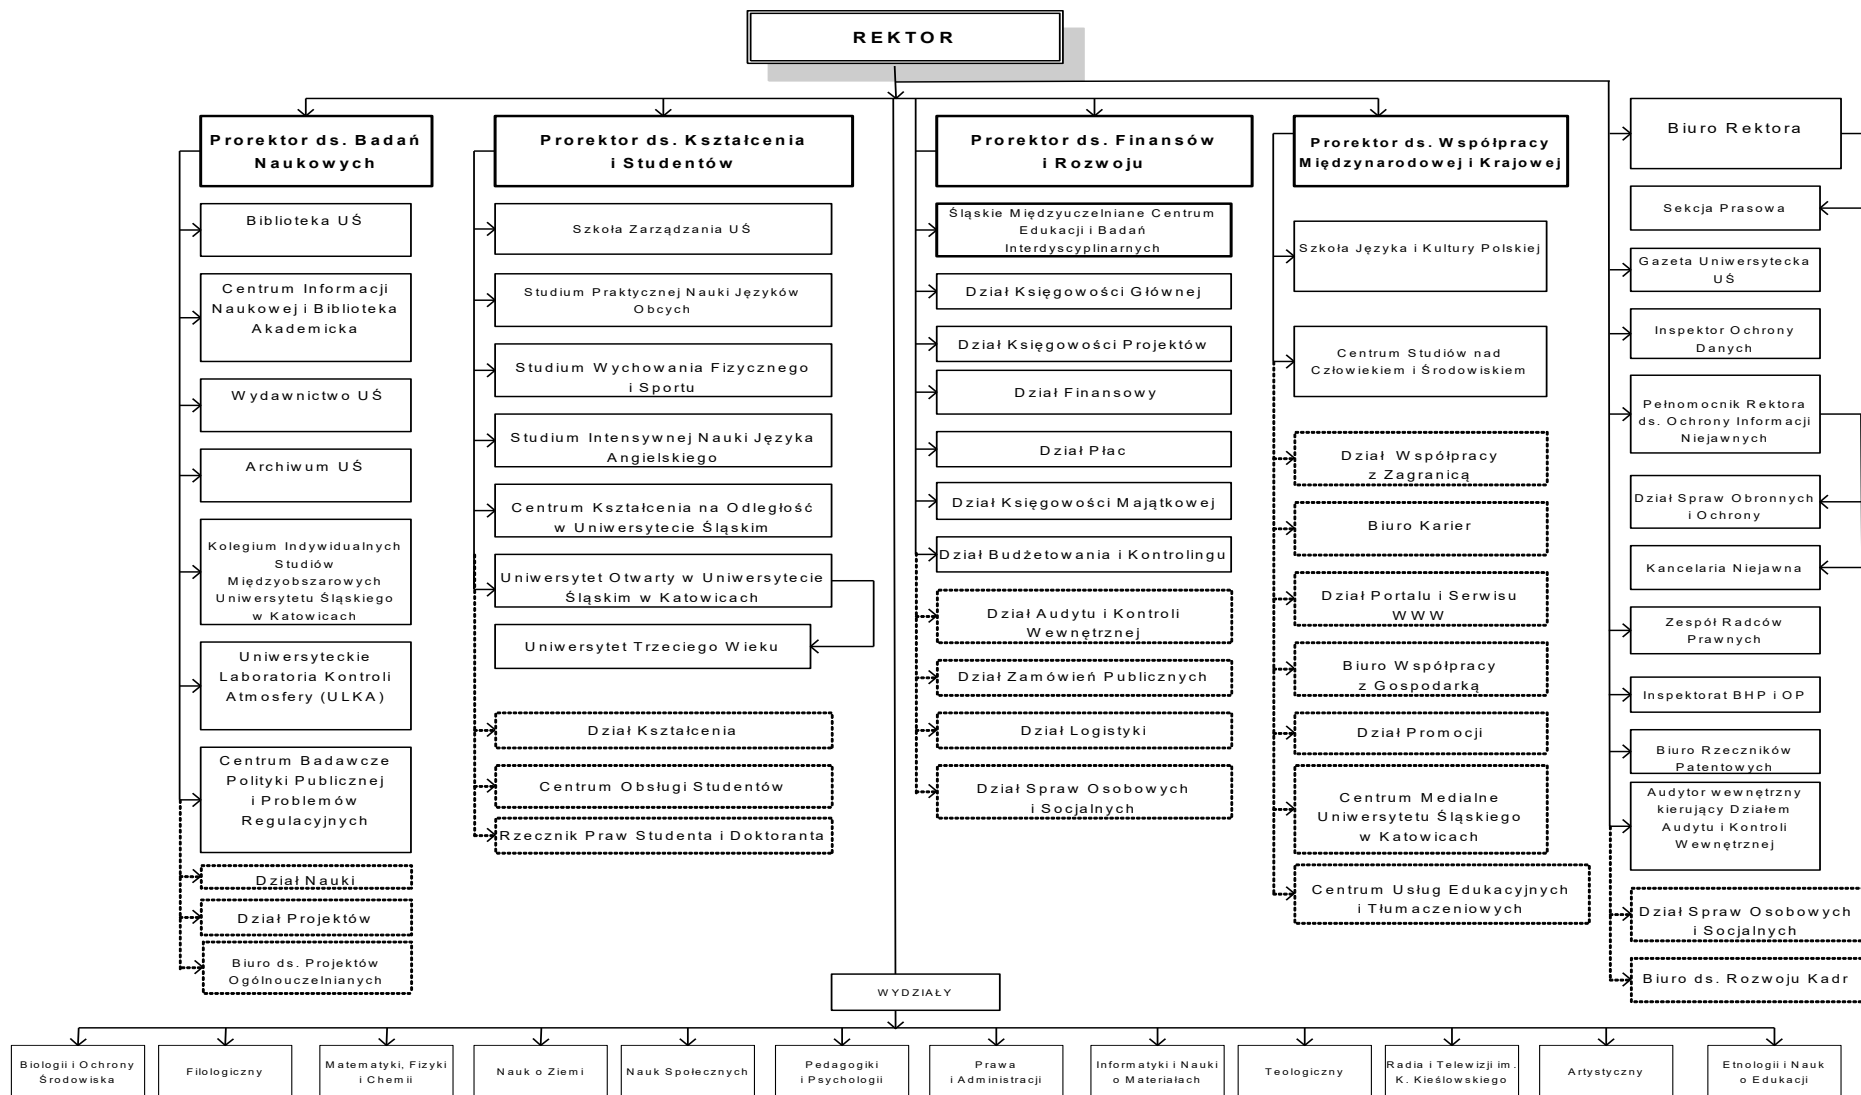 REKTOR
Prorektor ds. Badań
Naukowych
Biblioteka UŚ
Centrum Informacji
Naukowej i Biblioteka
Akademicka
Wydawnictwo UŚ
Archiwum UŚ
Kolegium Indywidualnych
Studiów
Międzyobszarowych
Uniwersytetu Śląskiego
w Katowicach
Uniwersyteckie
Laboratoria Kontroli
Atmosfery (ULKA)
Centrum Badawcze
Polityki Publicznej
i Problemów
Regulacyjnych
Dział Nauki
Dział Projektów
Biuro ds. Projektów
Ogólnouczelnianych
Prorektor ds. Kształcenia
i Studentów
Szkoła Zarządzania UŚ
Studium Praktycznej Nauki Języków
Obcych
Studium Wychowania Fizycznego
i Sportu
Studium Intensywnej Nauki Języka
Angielskiego
Centrum Kształcenia na Odległość
w Uniwersytecie Śląskim
Uniwersytet Otwarty w Uniwersytecie
Śląskim w Katowicach
Uniwersytet Trzeciego Wieku
Dział Kształcenia
Centrum Obsługi Studentów
Rzecznik Praw Studenta i Doktoranta
Prorektor ds. Finansów
i Rozwoju
Śląskie Międzyuczelniane Centrum
Edukacji i Badań
Interdyscyplinarnych
Dział Księgowości Głównej
Dział Księgowości Projektów
Dział Finansowy
Dział Płac
Dział Księgowości Majątkowej
Dział Budżetowania i Kontrolingu
Dział Audytu i Kontroli
Wewnętrznej
Dział Zamówień Publicznych
Dział Logistyki
Dział Spraw Osobowych
i Socjalnych
Prorektor ds. Współpracy
Międzynarodowej i Krajowej
Szkoła Języka i Kultury Polskiej
Centrum Studiów nad
Człowiekiem i Środowiskiem
Dział Współpracy
z Zagranicą
Biuro Karier
Dział Portalu i Serwisu
WWW
Biuro Współpracy
z Gospodarką
Dział Promocji
Centrum Medialne
Uniwersytetu Śląskiego
w Katowicach
Centrum Usług Edukacyjnych
i Tłumaczeniowych
Biuro Rektora
Sekcja Prasowa
Gazeta Uniwersytecka
UŚ
Inspektor Ochrony
Danych
Pełnomocnik Rektora
ds. Ochrony Informacji
Niejawnych
Dział Spraw Obronnych
i Ochrony
Kancelaria Niejawna
Zespół Radców
Prawnych
Inspektorat BHP i OP
Biuro Rzeczników
Patentowych
Audytor wewnętrzny
kierujący Działem
Audytu i Kontroli
Wewnętrznej
Dział Spraw Osobowych
i Socjalnych
Biuro ds. Rozwoju Kadr
WYDZIAŁY
Biologii i Ochrony
Środowiska
Filologiczny
Matematyki, Fizyki
i Chemii
Nauk o Ziemi
Nauk Społecznych
Pedagogiki
i Psychologii
Prawa
i Administracji
Informatyki i Nauki
o Materiałach
Teologiczny
Radia i Telewizji im.
K. Kieślowskiego
Artystyczny
Etnologii i Nauk
o Edukacji